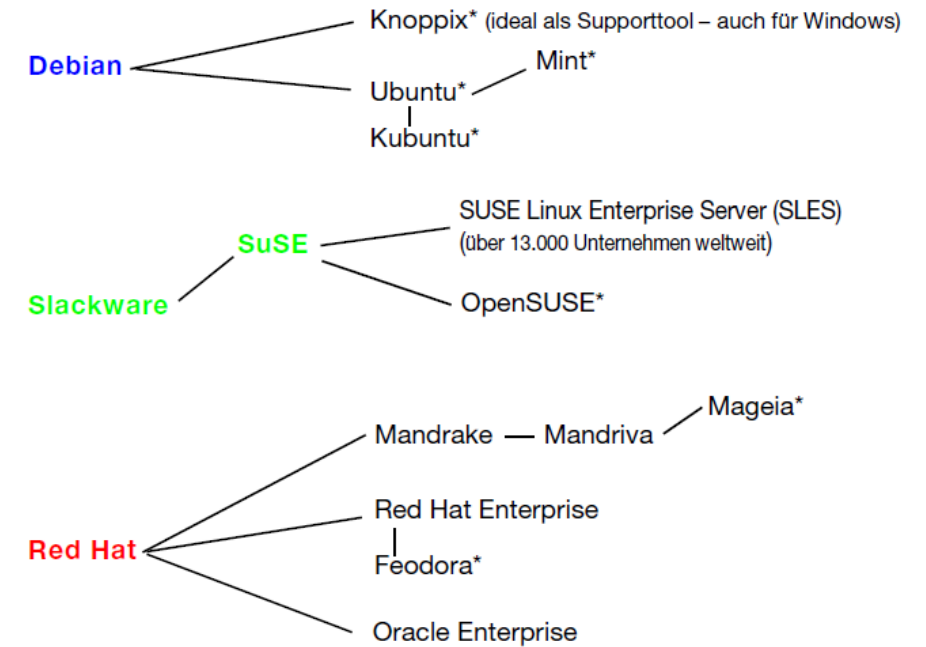 Knoppix* (ideal als Supporttool – auch für Windows)
Debian
Mint*
Ubuntu*
Kubuntu*
SUSE Linux Enterprise Server (SLES)
(über 13.000 Unternehmen weltweit)
SuSE
OpenSUSE*
Slackware
Mageia*
Mandrake
Mandriva
Red Hat Enterprise
Red Hat
Feodora*
Oracle Enterprise